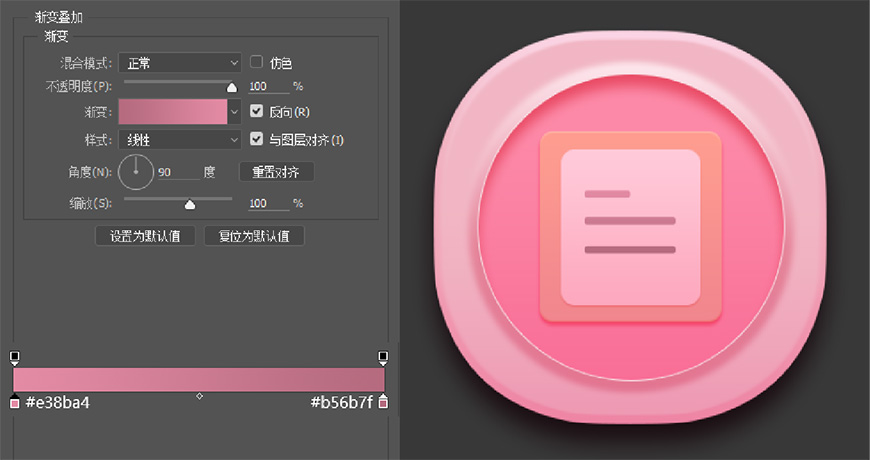 渐变叠加
渐变
混合模式: 正常 仿色
不透明度(P): 100 %
渐变: 反向(R)
样式: 线性 与图层对齐(I)
角度(N): 90 度 重置对齐
缩放(S): 100 %
设置为默认值 复位为默认值
#e38ba4 #b56b7f